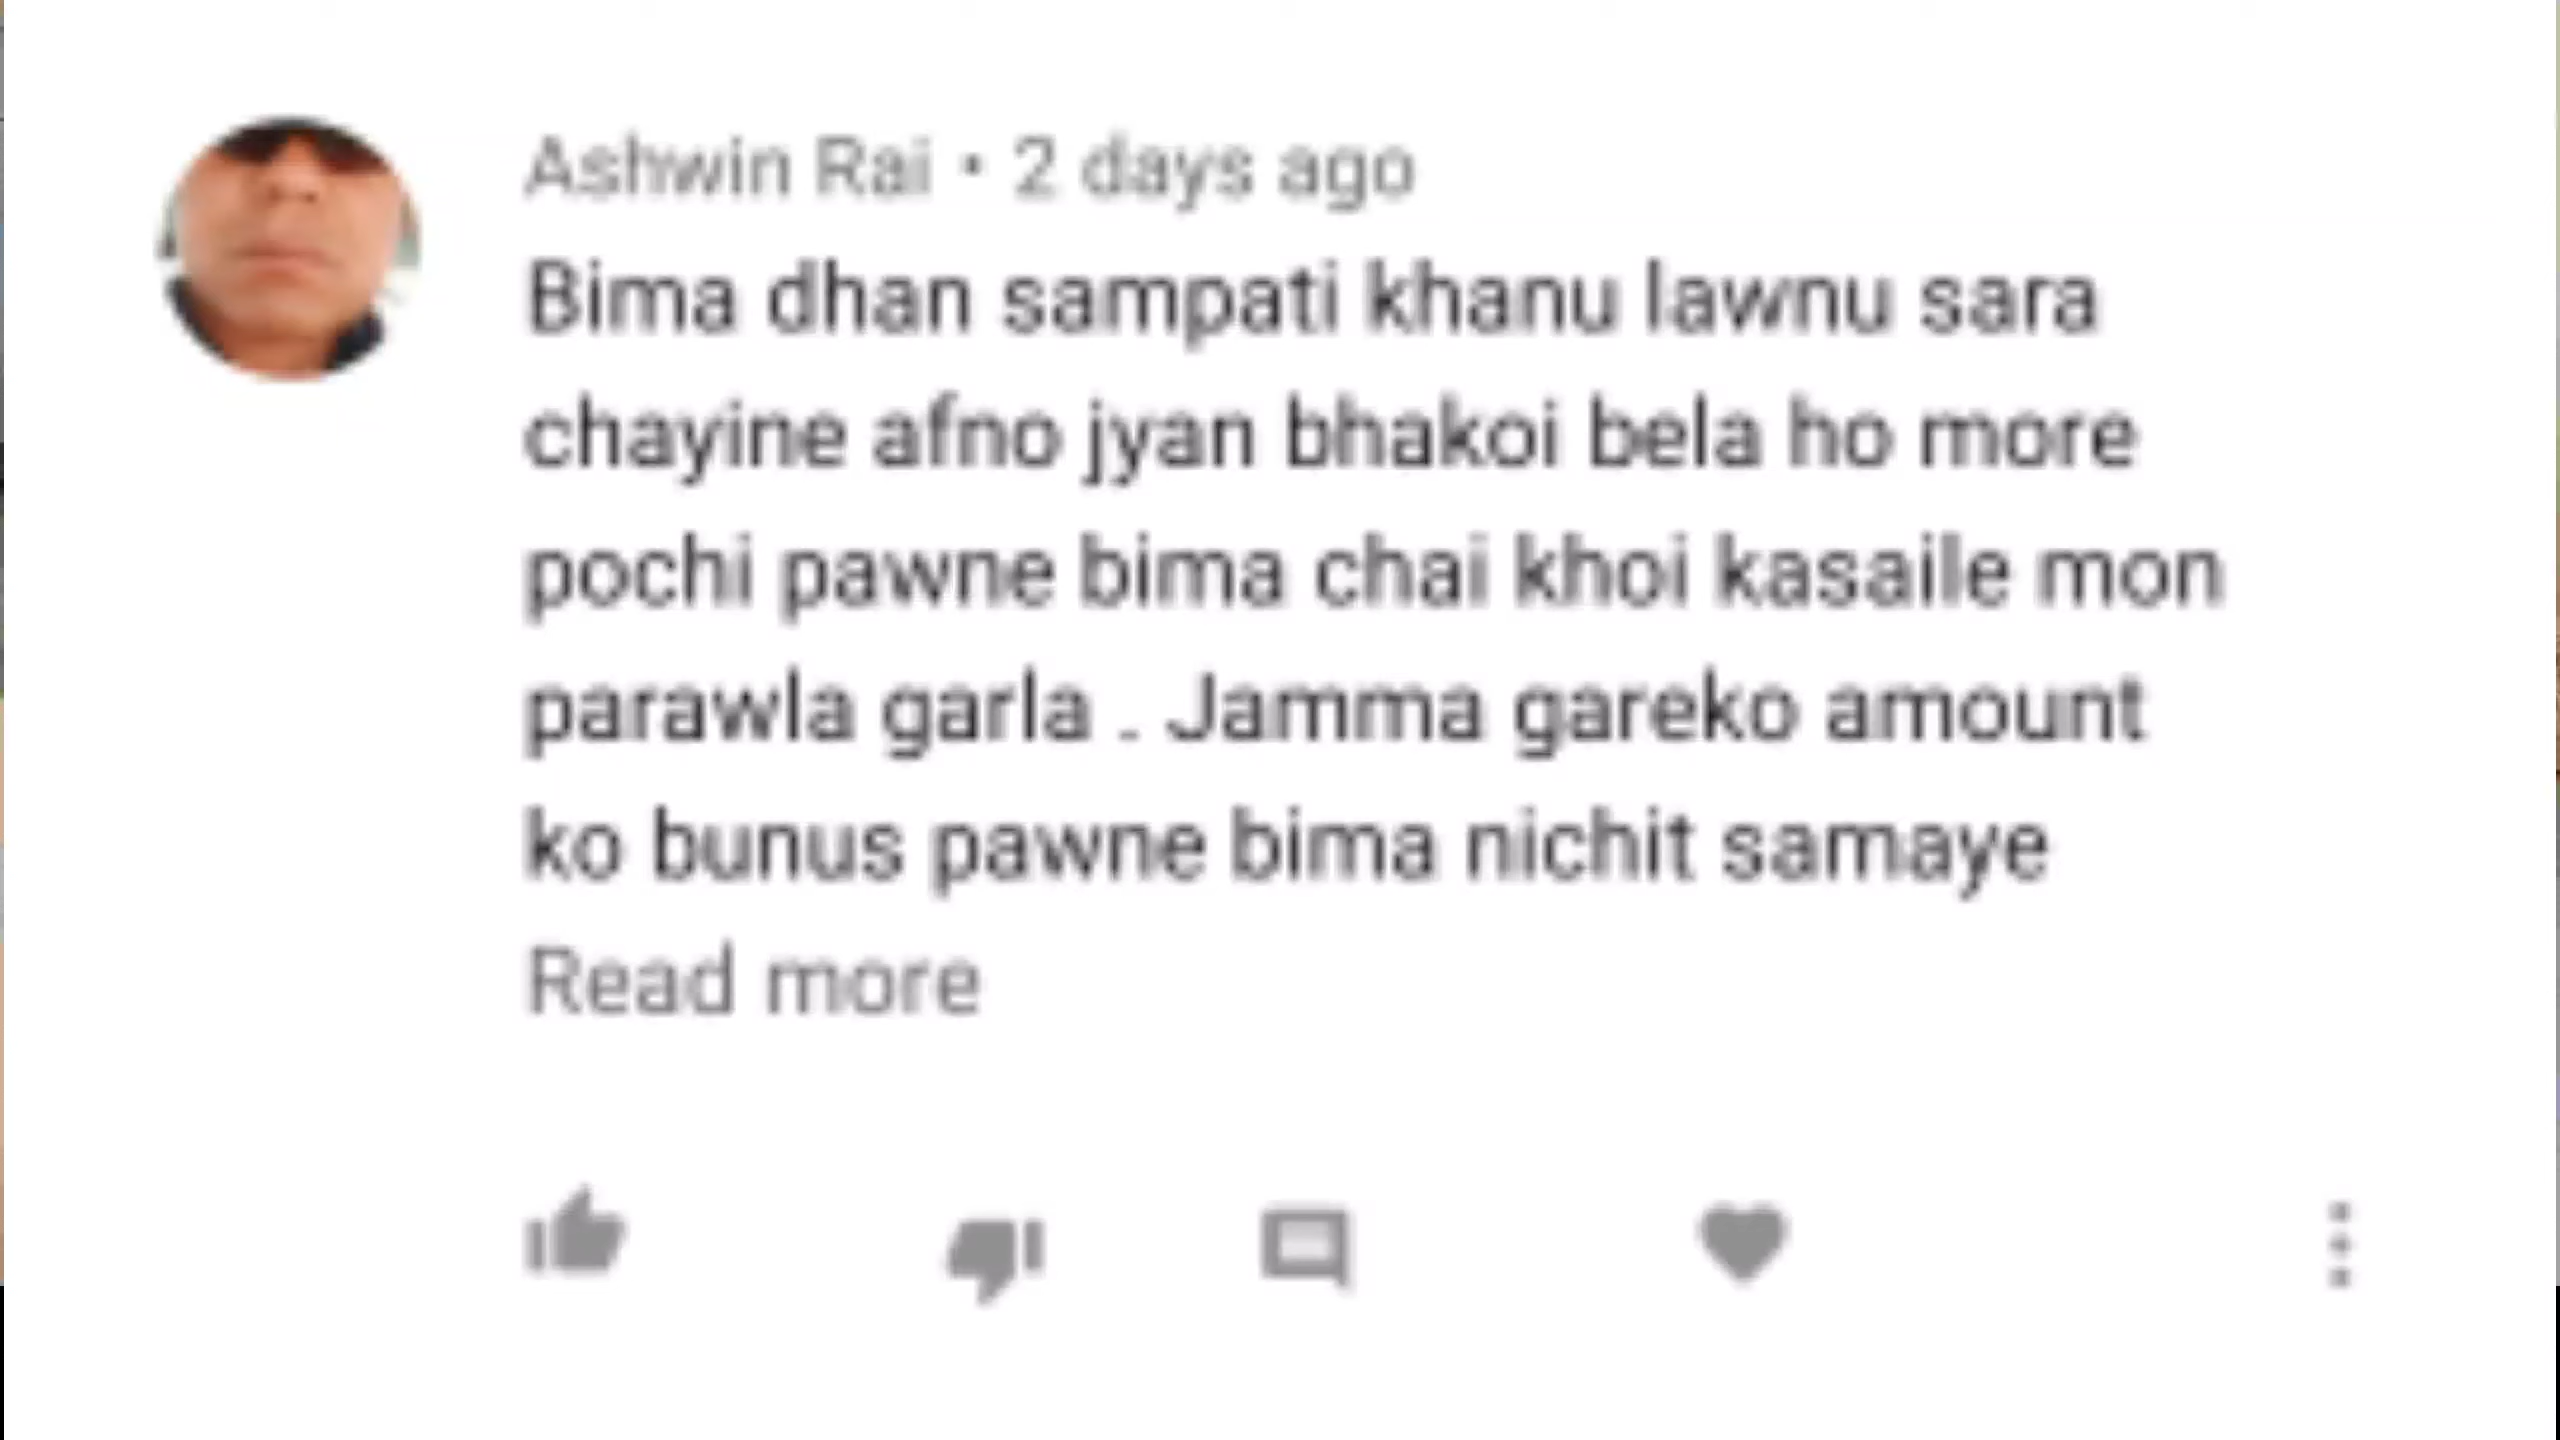 Ashwin Rai • 2 days ago
Bima dhan sampati khanu lawnu sara
chayine afno jyan bhakoi bela ho more
pochi pawne bima chai khoi kasaile mon
parawla garla . Jamma gareko amount
ko bunus pawne bima nichit samaye
Read more